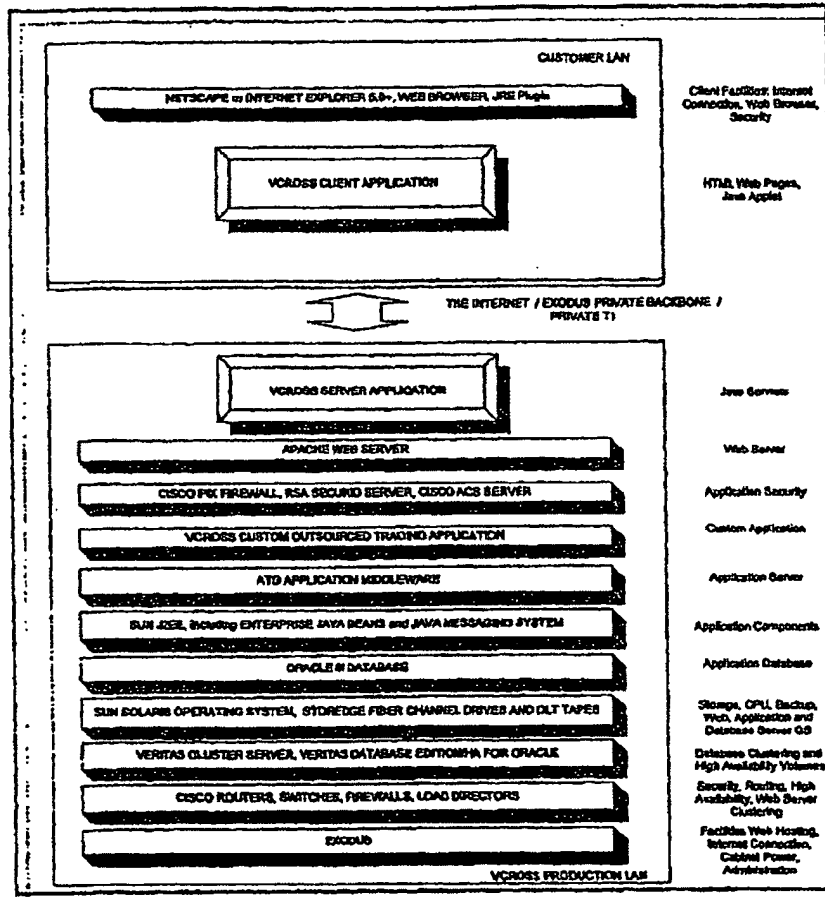 CUSTOMER LAN
NETSCAPE or INTERNET EXPLORER 5.0+, WEB BROWSER, JRE Plugin
Client Facilities: Internet
Connection, Web Browser,
Security
VCROSS CLIENT APPLICATION
HTML Web Pages,
Java Applet
THE INTERNET / EXODUS PRIVATE BACKBONE /
PRIVATE T1
VCROSS SERVER APPLICATION
Java Servlets
APACHE WEB SERVER
Web Server
CISCO PIX FIREWALL, RSA SECURID SERVER, CISCO ACS SERVER
Application Security
VCROSS CUSTOM OUTSOURCED TRADING APPLICATION
Custom Application
ATG APPLICATION MIDDLEWARE
Application Server
SUN J2EE, including ENTERPRISE JAVA BEANS and JAVA MESSAGING SYSTEM
Application Components
ORACLE DATABASE
Application Database
SUN SOLARIS OPERATING SYSTEM, STOREDGE FIBER CHANNEL DRIVES AND DLT TAPES
Storage, CPU, Backup,
Web, Application and
Database Server OS
VERITAS CLUSTER SERVER, VERITAS DATABASE EDITION/HA FOR ORACLE
Database Clustering and
High Availability Volumes
CISCO ROUTERS, SWITCHES, FIREWALLS, LOAD DIRECTORS
Security, Routing, High
Availability, Web Server
Clustering
EXODUS
Facilities Web Hosting,
Internet Connection,
Cabinet Power,
Administration
VCROSS PRODUCTION LAN